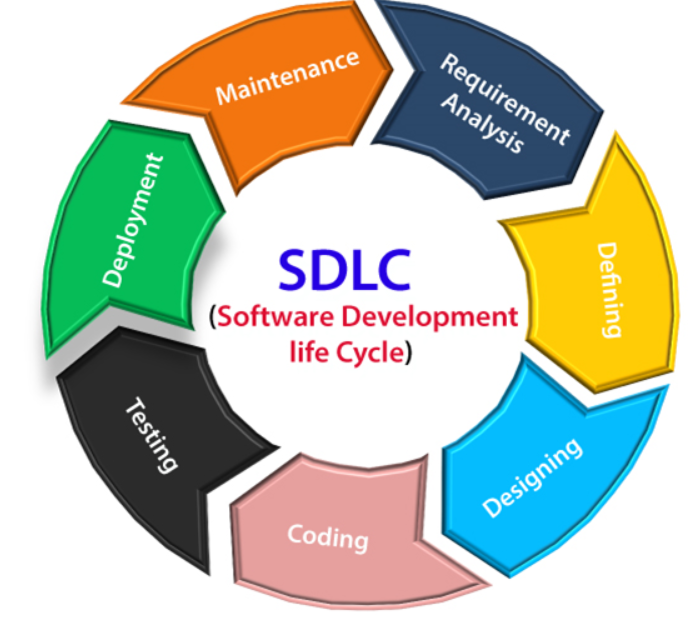 SDLC
(Software Development
life Cycle)
Requirement
Analysis
Defining
Designing
Coding
Testing
Deployment
Maintenance